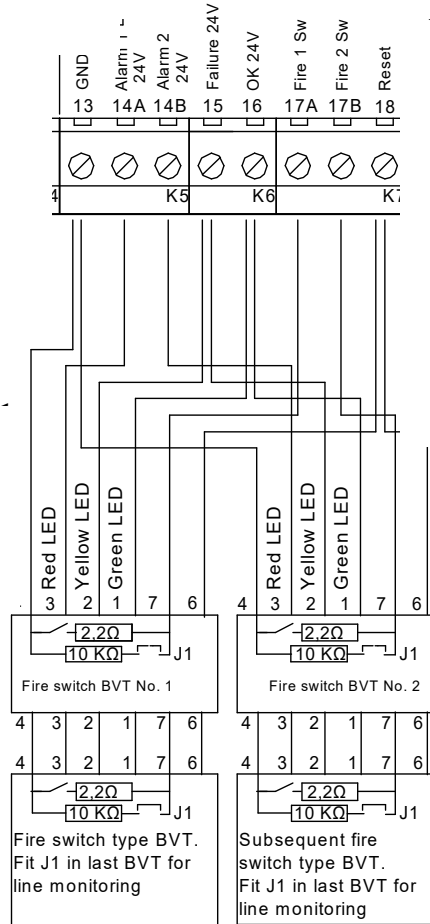 GND
Alarm 1
24V
Alarm 2
24V
Failure 24V
OK 24V
Fire 1 Sw
Fire 2 Sw
Reset
13 14A 14B 15 16 17A 17B 18
K5 K6 K7
Red LED
Yellow LED
Green LED
Red LED
Yellow LED
Green LED
3 2 1 7 6
4 3 2 1 7 6
2,2Ω
10 KΩ
J1
2,2Ω
10 KΩ
J1
Fire switch BVT No. 1
Fire switch BVT No. 2
4 3 2 1 7 6
4 3 2 1 7 6
4 3 2 1 7 6
4 3 2 1 7 6
2,2Ω
10 KΩ
J1
2,2Ω
10 KΩ
J1
Fire switch type BVT.
Fit J1 in last BVT for
line monitoring
Subsequent fire
switch type BVT.
Fit J1 in last BVT for
line monitoring